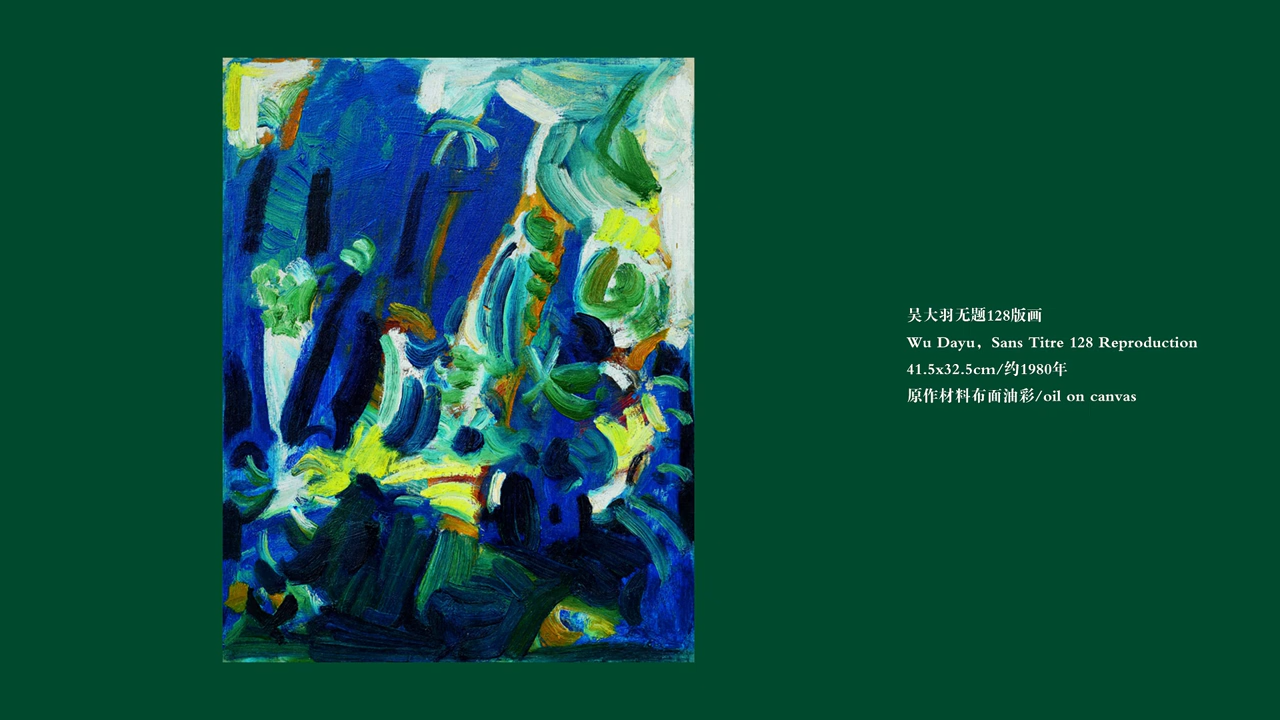 吴大羽无题128版画
Wu Dayu，Sans Titre 128 Reproduction
41.5x32.5cm/约1980年
原作材料布面油彩/oil on canvas